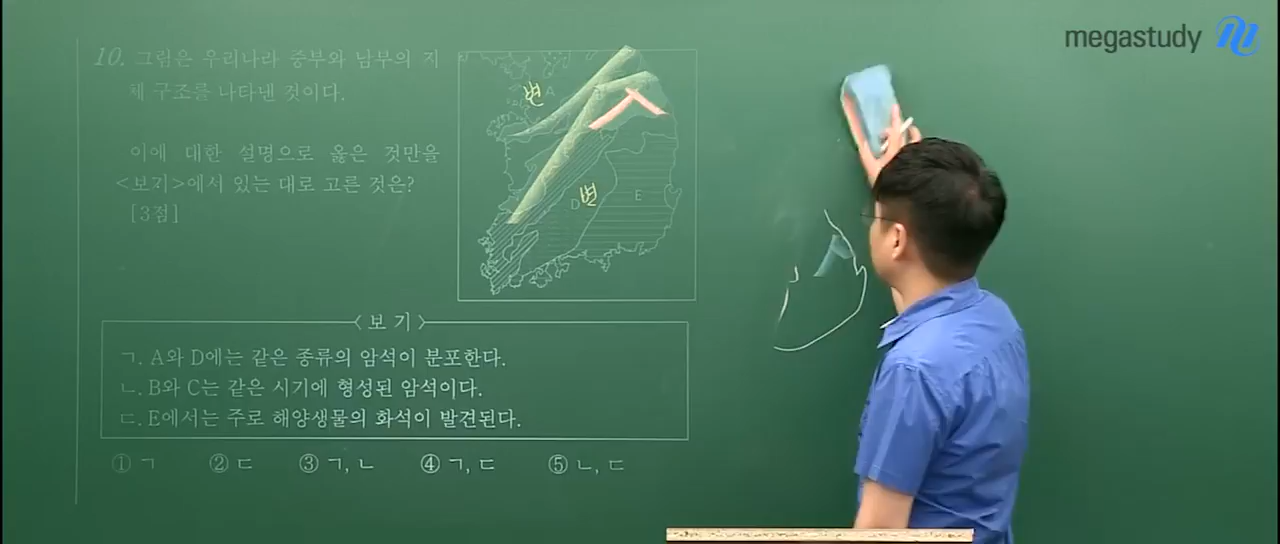 megastudy
10. 그림은 우리나라 중부와 남부의 지
체 구조를 나타낸 것이다.
이에 대한 설명으로 옳은 것만을
<보기>에서 있는 대로 고른 것은?
[3점]
변 A
D 변
E
<보기>
ㄱ. A와 D에는 같은 종류의 암석이 분포한다.
ㄴ. B와 C는 같은 시기에 형성된 암석이다.
ㄷ. E에서는 주로 해양생물의 화석이 발견된다.
① ㄱ ② ㄷ ③ ㄱ, ㄴ ④ ㄱ, ㄷ ⑤ ㄴ, ㄷ